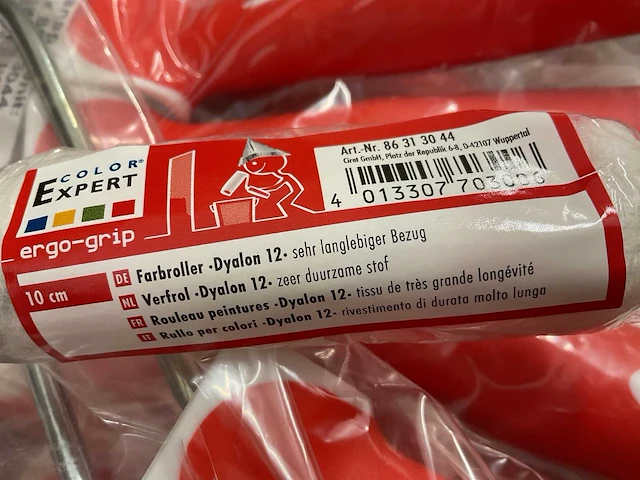 COLOR®
EXPERT
ergo-grip
10 cm
Art.-Nr. 86 31 30 44
Cirat GmbH, Platz der Republik 6-8, D-42107 Wuppertal
4 013307
DE Farbroller -Dyalon 12- sehr langlebiger Bezug
NL Verfrol -Dyalon 12- zeer duurzame stof
FR Rouleau peintures -Dyalon 12- tissu de très grande longévité
IT Rullo per colori -Dyalon 12- rivestimento di durata molto lunga